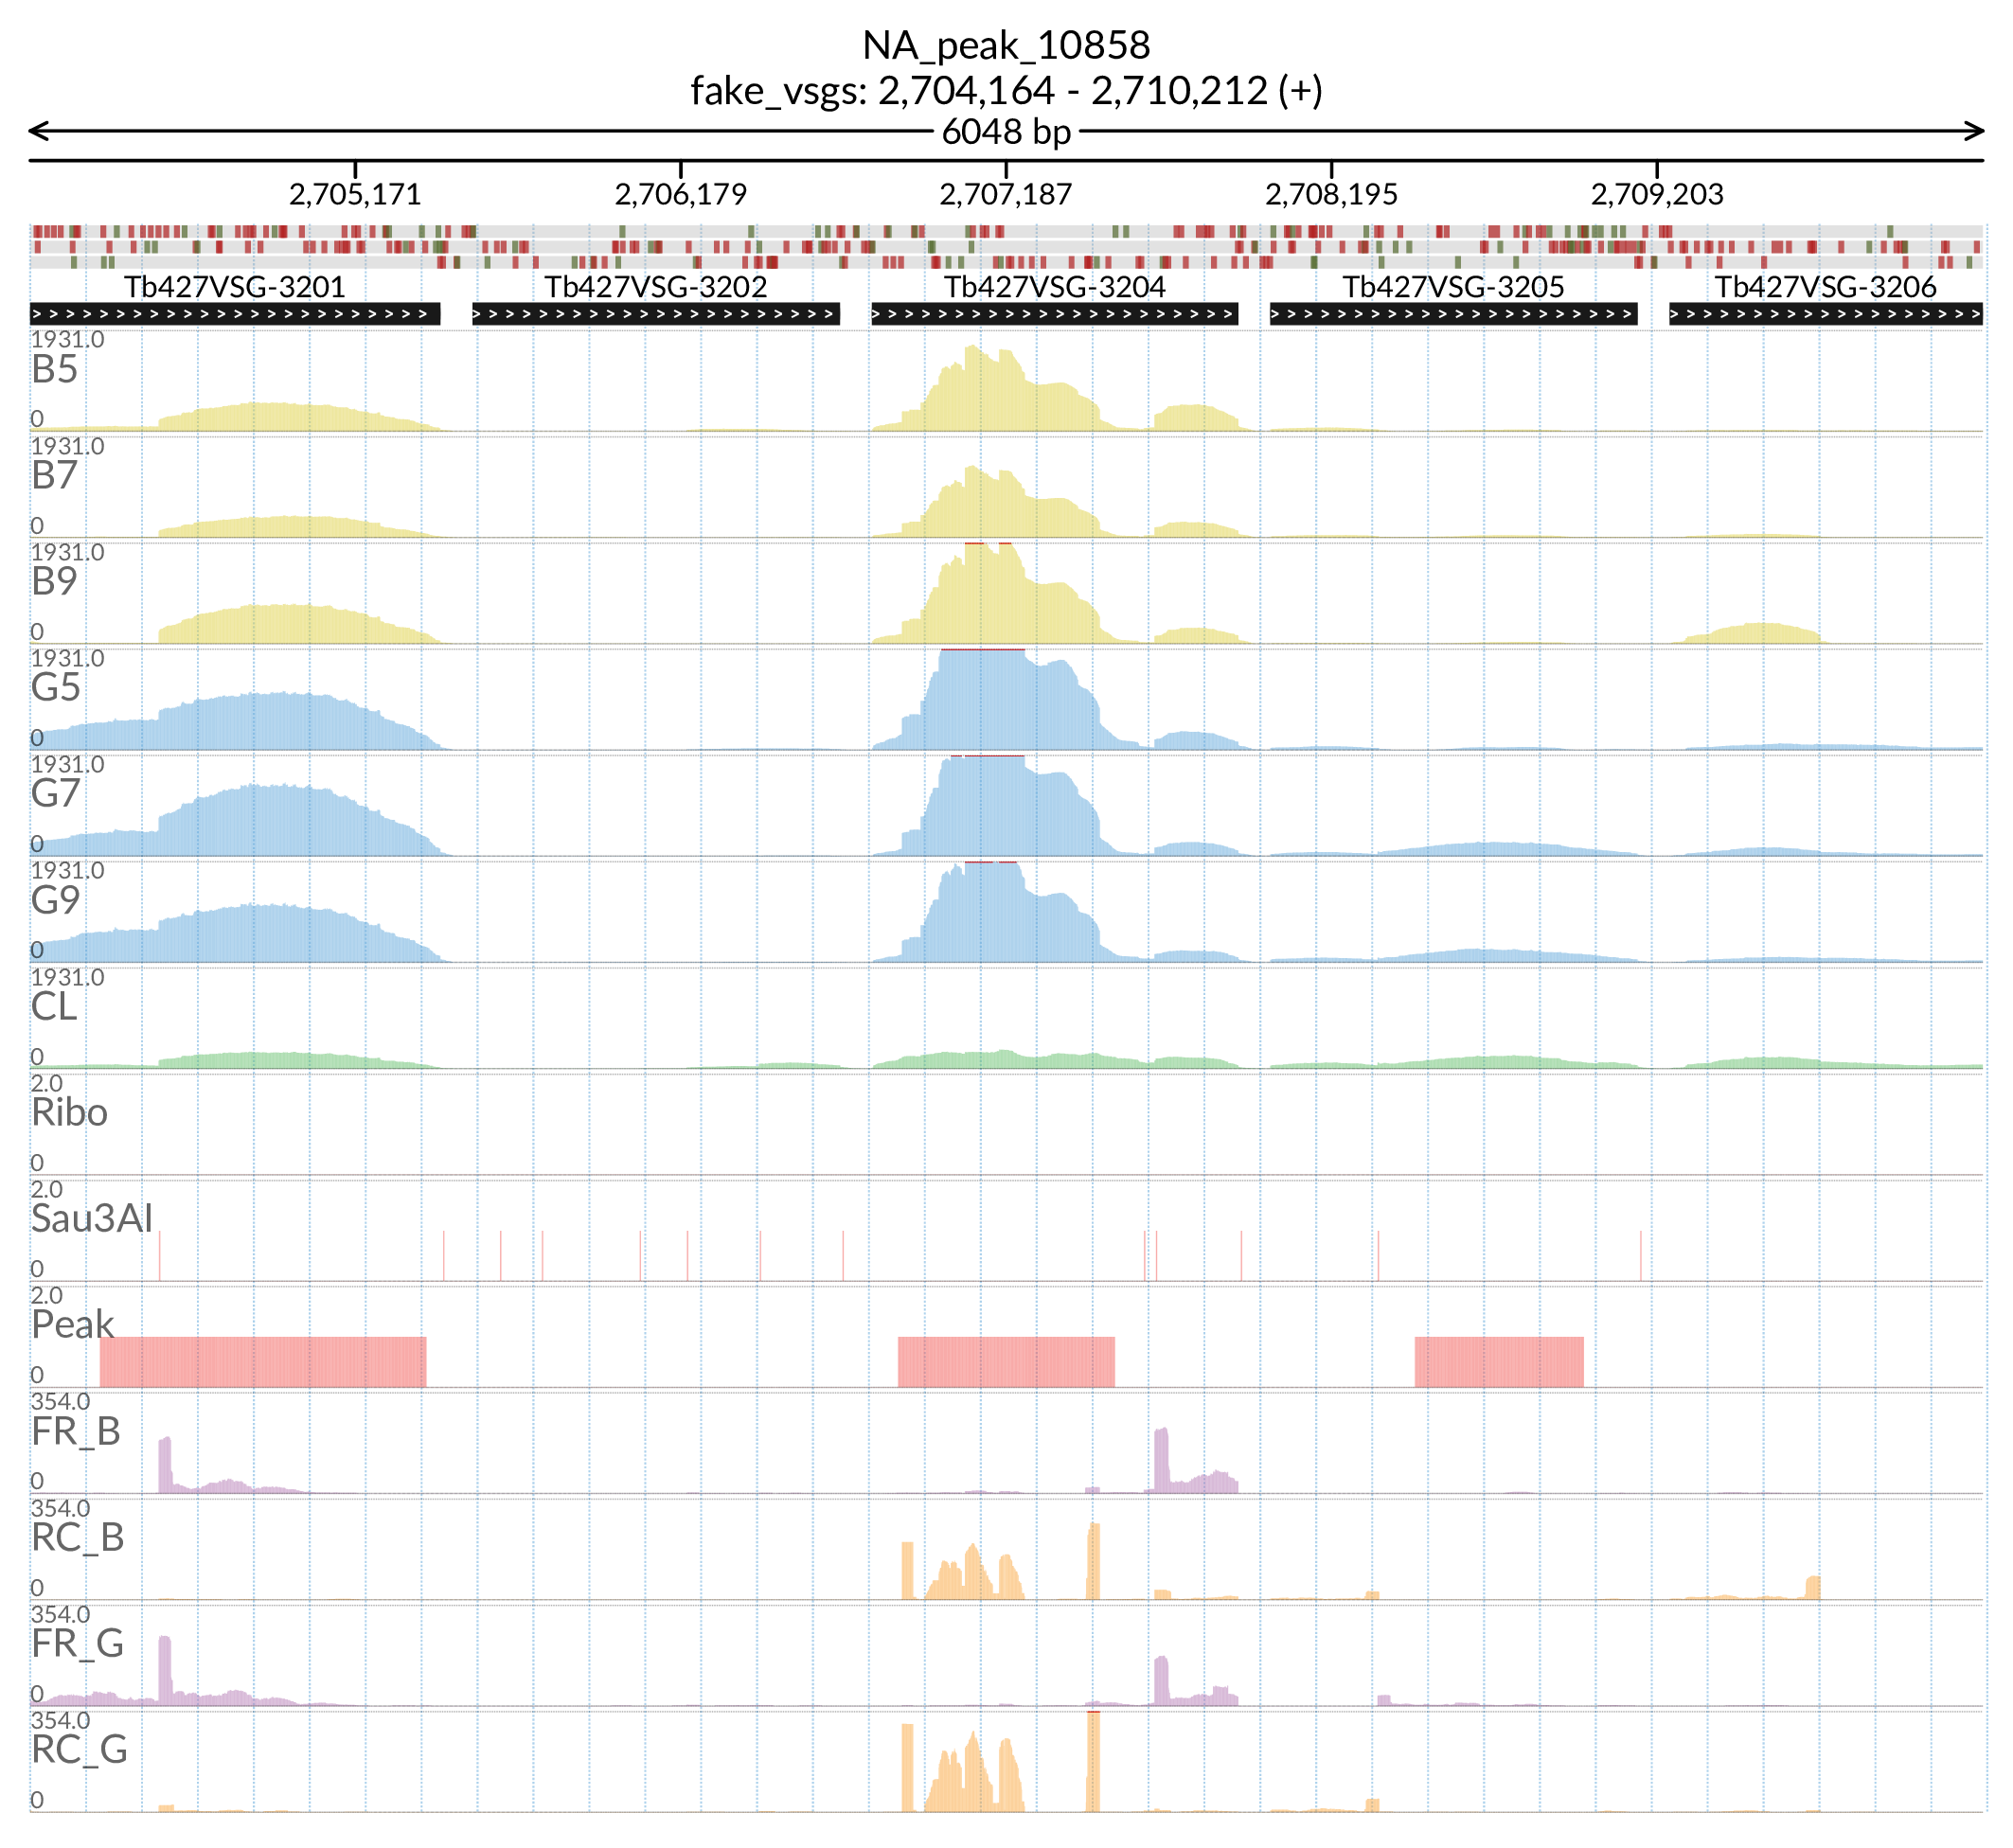 NA_peak_10858
fake_vsgs: 2,704,164 - 2,710,212 (+)
6048 bp
2,705,171 2,706,179 2,707,187 2,708,195 2,709,203
Tb427VSG-3201 Tb427VSG-3202 Tb427VSG-3204 Tb427VSG-3205 Tb427VSG-3206
1931.0
B5
0
1931.0
B7
0
1931.0
B9
0
1931.0
G5
0
1931.0
G7
0
1931.0
G9
0
1931.0
CL
0
2.0
Ribo
0
2.0
Sau3AI
0
2.0
Peak
0
354.0
FR_B
0
354.0
RC_B
0
354.0
FR_G
0
354.0
RC_G
0